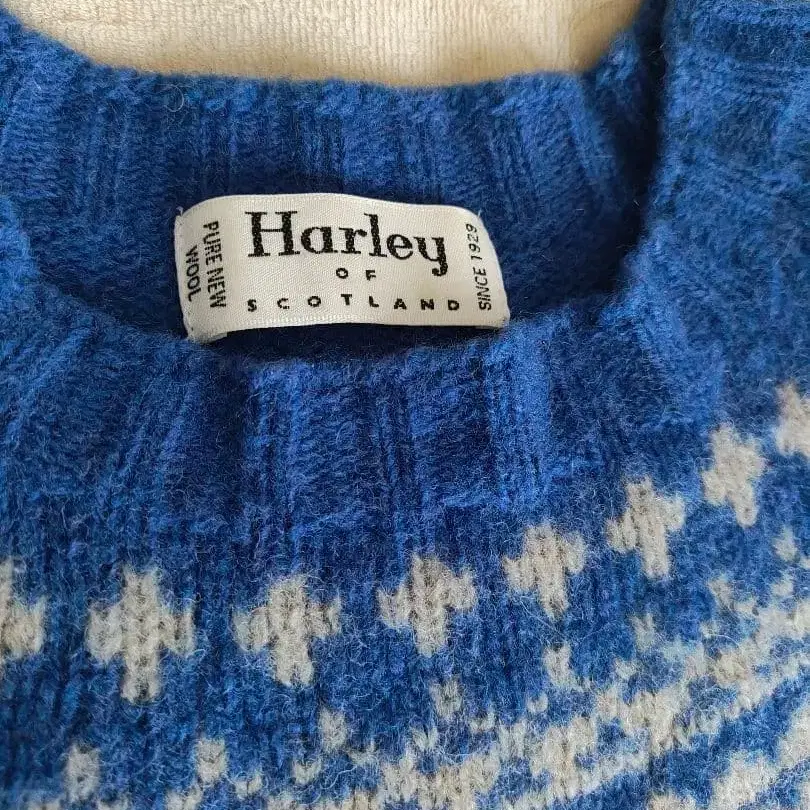 Harley
OF
SCOTLAND
PURE NEW
WOOL
SINCE 1929